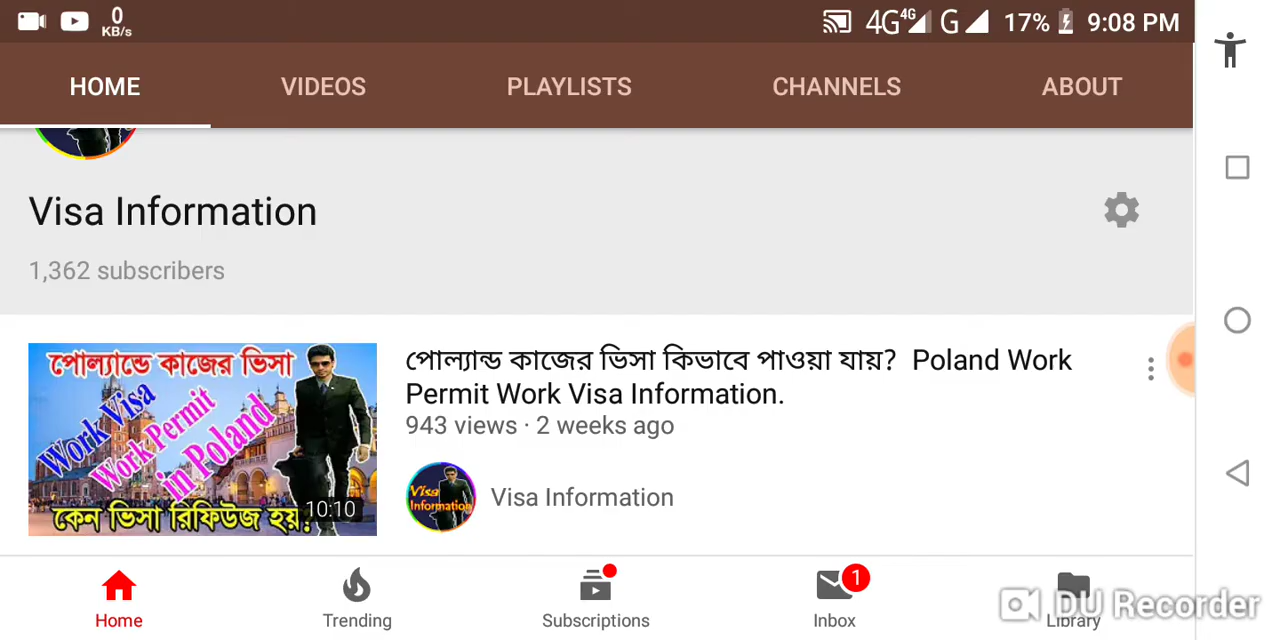 0
KB/s
4G 4G G 17% 9:08 PM
HOME VIDEOS PLAYLISTS CHANNELS ABOUT
Visa Information
1,362 subscribers
পোল্যান্ডে কাজের ভিসা
Work Visa
Work Permit
in Poland
কেন ভিসা রিফিউজ হয়?
10:10
পোল্যান্ড কাজের ভিসা কিভাবে পাওয়া যায়? Poland Work
Permit Work Visa Information.
943 views · 2 weeks ago
Visa
Information
Visa Information
1
Home Trending Subscriptions Inbox Library
DU Recorder